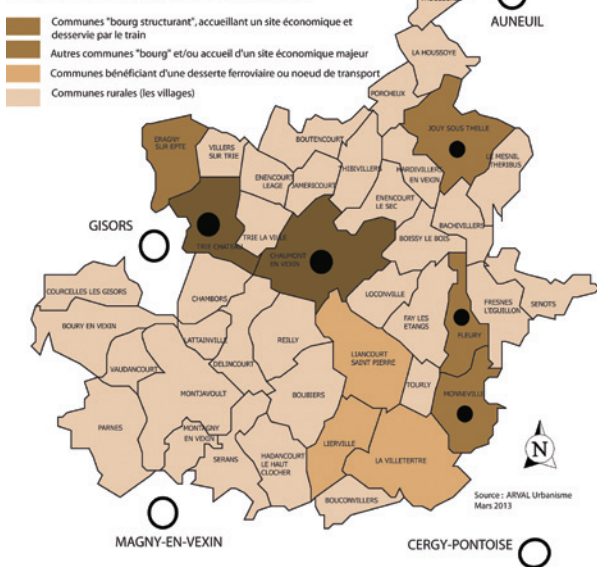 AUNEUIL
Communes "bourg structurant", accueillant un site économique et
desservie par le train
Autres communes "bourg" et/ou accueil d'un site économique majeur
Communes bénéficiant d'une desserte ferroviaire ou noeud de transport
Communes rurales (les villages)
LA HOUSSOYE
PORCHEUX
JOUY SOUS THELLE
ERAGNY
SUR EPTE
VILLERS
SUR TRIE
BOUTENCOURT
LE MESNIL
THERIBUS
THIBIVILLERS
HARDIVILLERS
EN VEXIN
ENENCOURT
LEAGE
JAMERICOURT
ENENCOURT
LE SEC
GISORS
TRIE CHATEAU
TRIE LA VILLE
CHAUMONT
EN VEXIN
BOISSY LE BOIS
BACHEVILLERS
COURCELLES LES GISORS
CHAMBORS
LOCONVILLE
FAY LES
ETANGS
FRESNES
L'EGUILLON
SENOTS
BOURY EN VEXIN
LATTAINVILLE
REILLY
FLEURY
VAUDANCOURT
DELINCOURT
LIANCOURT
SAINT PIERRE
TOURLY
MONTJAVOULT
BOUBIERS
MONNEVILLE
PARNES
MONTAGNY
EN VEXIN
SERANS
HADANCOURT
LE HAUT
CLOCHER
LIERVILLE
LA VILLETERTRE
BOUCONVILLERS
N
Source : ARVAL Urbanisme
Mars 2013
MAGNY-EN-VEXIN
CERGY-PONTOISE